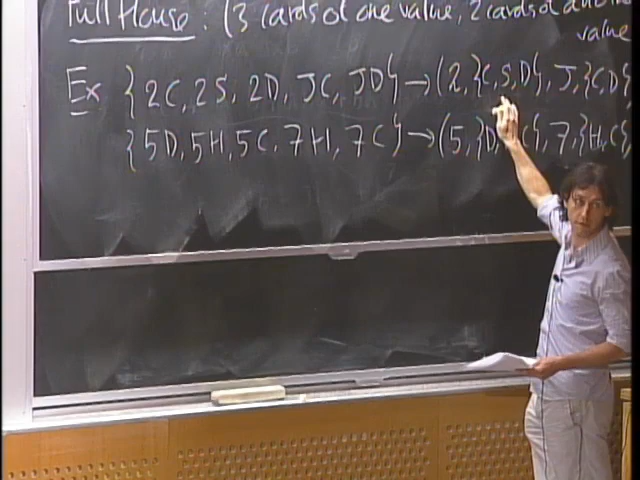 Full House : (3 cards of one value, 2 cards of
value
Ex {2C, 2S, 2D, JC, JD} → (2, {C, S, D}, J, {C, D}
{5D, 5H, 5C, 7H, 7C} → (5, {D, C}, 7, {H, C}